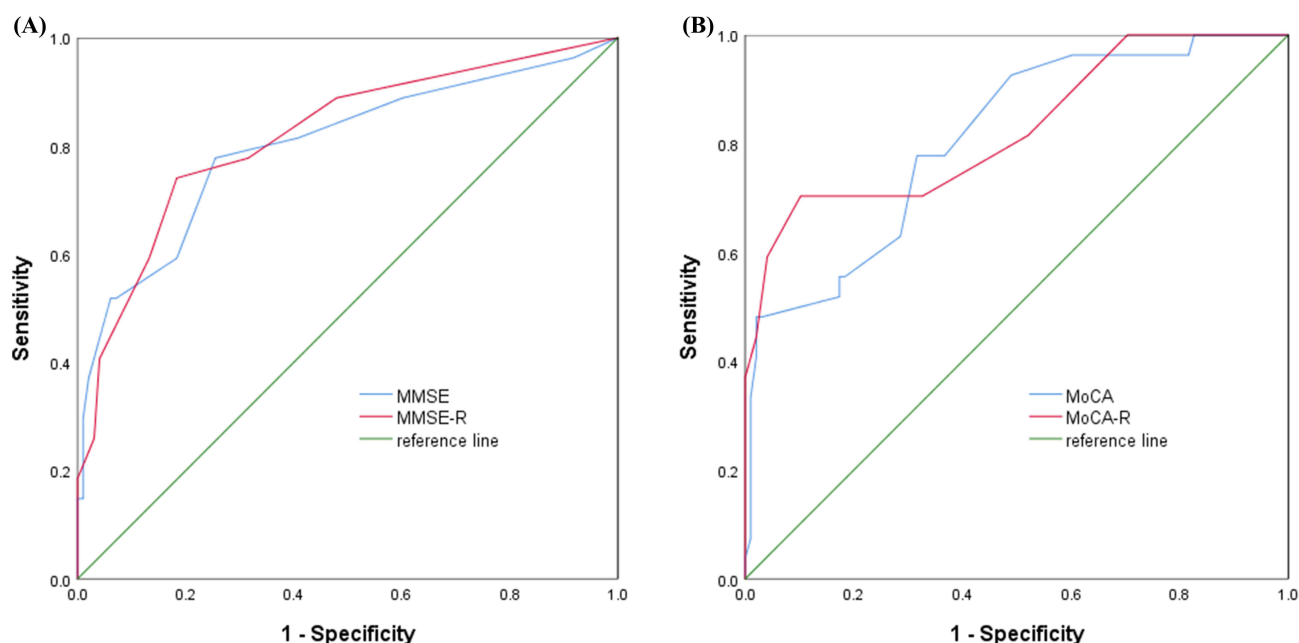 (A)
1.0
0.8
0.6
0.4
0.2
0.0
Sensitivity
MMSE
MMSE-R
reference line
0.0 0.2 0.4 0.6 0.8 1.0
1 - Specificity
(B)
1.0
0.8
0.6
0.4
0.2
0.0
Sensitivity
MoCA
MoCA-R
reference line
0.0 0.2 0.4 0.6 0.8 1.0
1 - Specificity